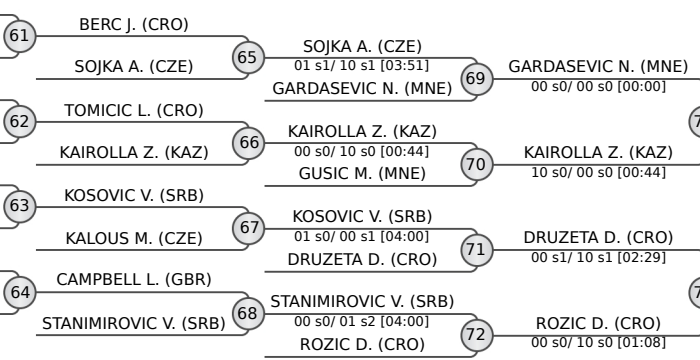 BERC J. (CRO)
61
SOJKA A. (CZE)
65
SOJKA A. (CZE)
01 s1/ 10 s1 [03:51]
GARDASEVIC N. (MNE)
69
GARDASEVIC N. (MNE)
00 s0/ 00 s0 [00:00]
TOMICIC L. (CRO)
62
KAIROLLA Z. (KAZ)
66
KAIROLLA Z. (KAZ)
00 s0/ 10 s0 [00:44]
GUSIC M. (MNE)
70
KAIROLLA Z. (KAZ)
10 s0/ 00 s0 [00:44]
KOSOVIC V. (SRB)
63
KALOUS M. (CZE)
67
KOSOVIC V. (SRB)
01 s0/ 00 s1 [04:00]
DRUZETA D. (CRO)
71
DRUZETA D. (CRO)
00 s1/ 10 s1 [02:29]
CAMPBELL L. (GBR)
64
STANIMIROVIC V. (SRB)
68
STANIMIROVIC V. (SRB)
00 s0/ 01 s2 [04:00]
ROZIC D. (CRO)
72
ROZIC D. (CRO)
00 s0/ 10 s0 [01:08]